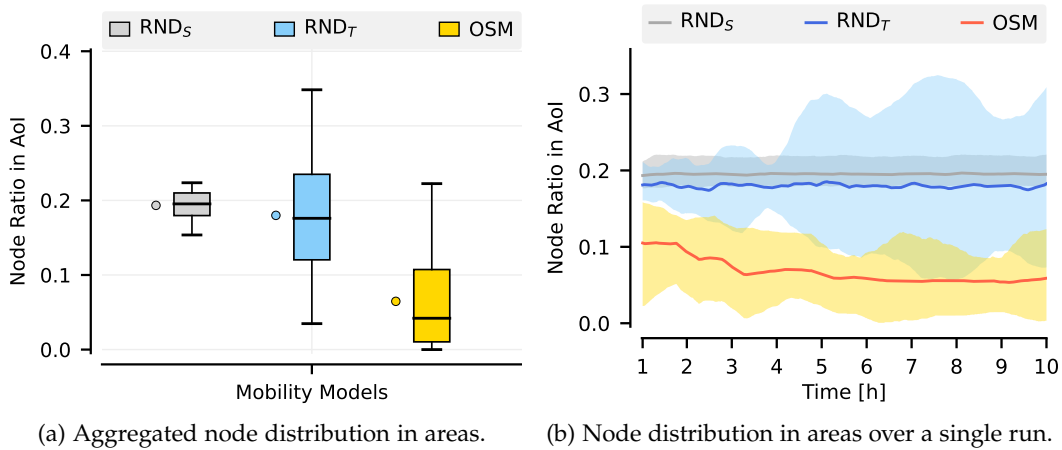 RND_S RND_T OSM
0.4
0.3
0.2
0.1
0.0
Node Ratio in AoI
Mobility Models
(a) Aggregated node distribution in areas.
RND_S RND_T OSM
0.3
0.2
0.1
0.0
Node Ratio in AoI
1 2 3 4 5 6 7 8 9 10
Time [h]
(b) Node distribution in areas over a single run.